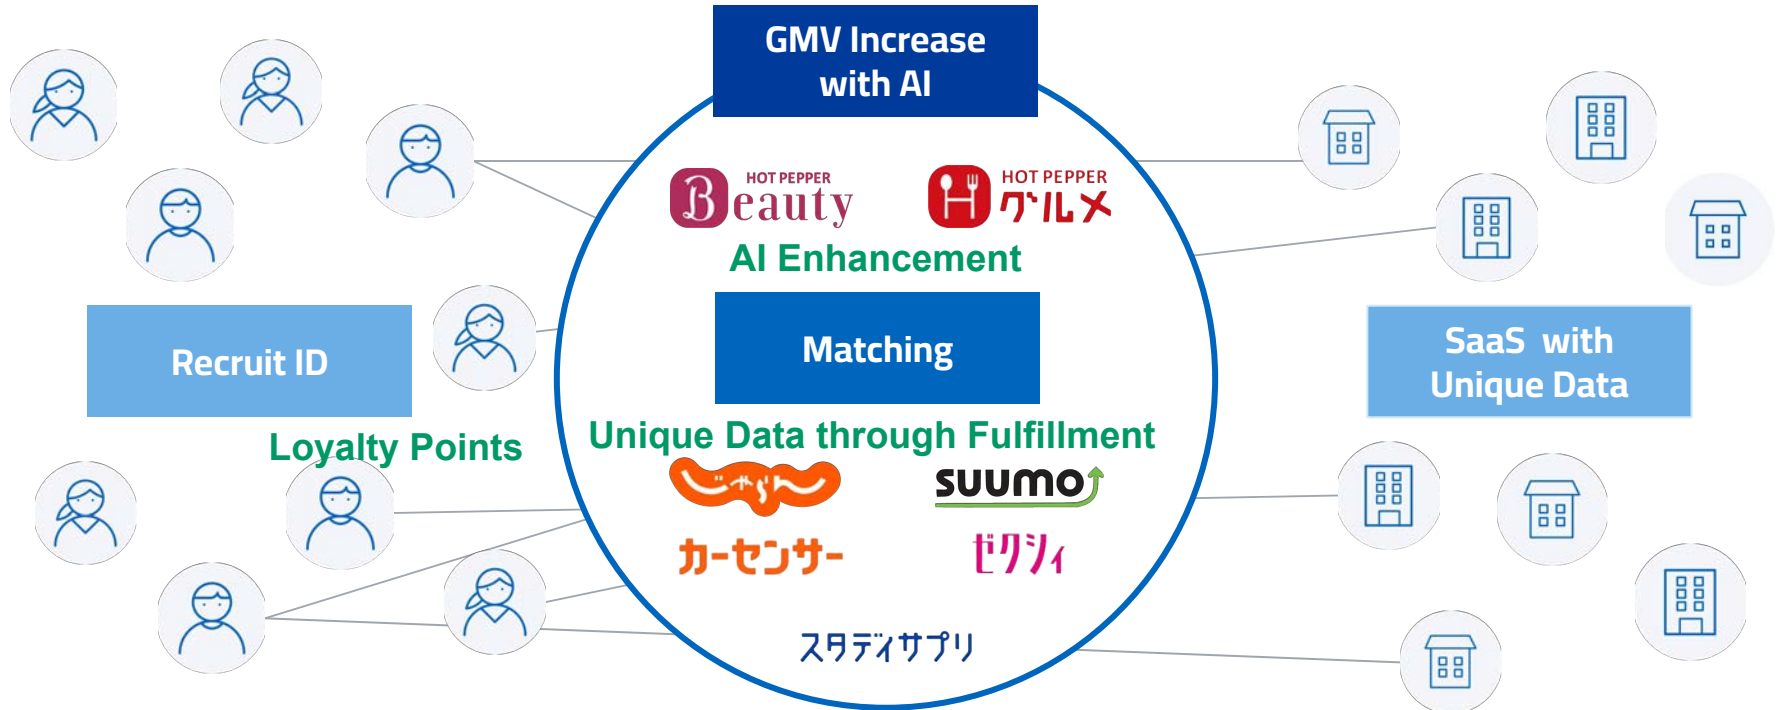 GMV Increase
with AI
HOT PEPPER
Beauty
HOT PEPPER
グルメ
AI Enhancement
Recruit ID
Matching
SaaS with
Unique Data
Loyalty Points
Unique Data through Fulfillment
じゃらん
suumo
カーセンサー
ゼクシィ
スタディサプリ